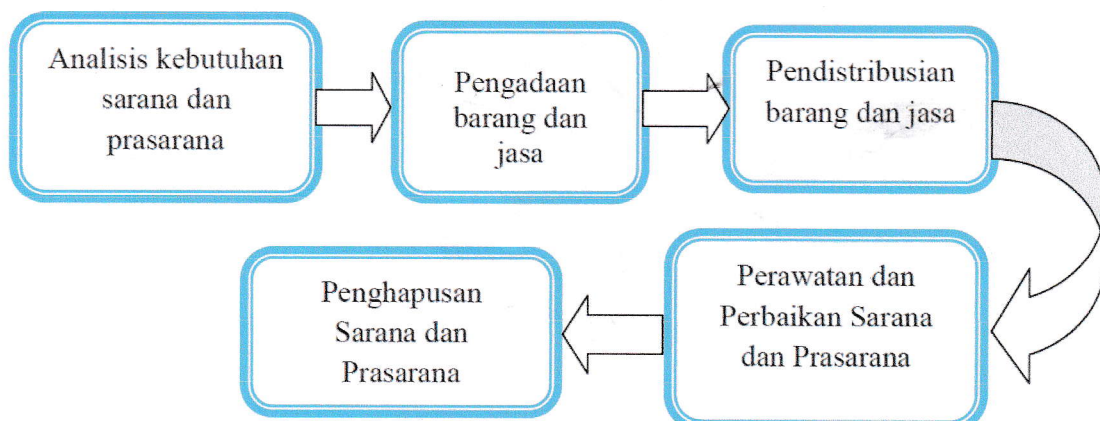 Analisis kebutuhan
sarana dan
prasarana
Pengadaan
barang dan
jasa
Pendistribusian
barang dan jasa
Perawatan dan
Perbaikan Sarana
dan Prasarana
Penghapusan
Sarana dan
Prasarana